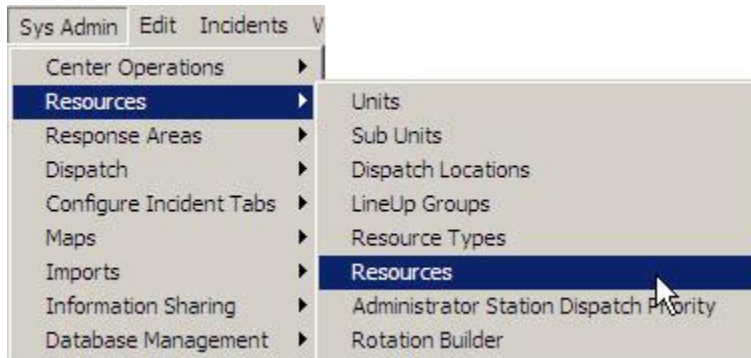 Sys Admin Edit Incidents
Center Operations
Resources
Response Areas
Dispatch
Configure Incident Tabs
Maps
Imports
Information Sharing
Database Management
Units
Sub Units
Dispatch Locations
LineUp Groups
Resource Types
Resources
Administrator Station Dispatch Priority
Rotation Builder